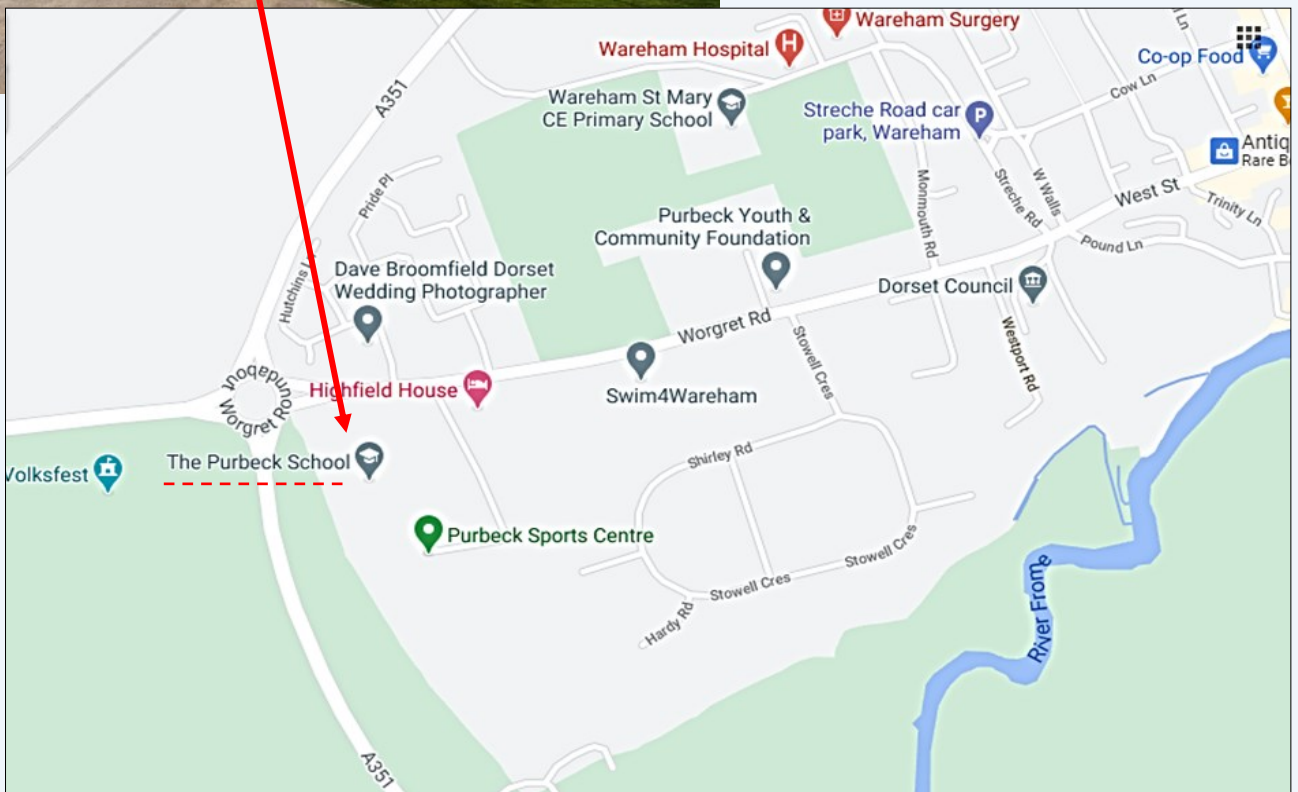 Wareham Surgery
Wareham Hospital
H
Co-op Food
A351
Cow Ln
Wareham St Mary
CE Primary School
Streche Road car
park, Wareham
P
Antiq
Rare B
Pride Pl
Monmouth Rd
Streche Rd
W Walls
West St
Trinity Ln
Purbeck Youth &
Community Foundation
Pound Ln
Dave Broomfield Dorset
Wedding Photographer
Hutchins L
Dorset Council
Worgret Rd
Stowell Cres
Westport Rd
Worgret Roundabout
Highfield House
Swim4Wareham
Shirley Rd
The Purbeck School
Volksfest
Purbeck Sports Centre
Stowell Cres
Stowell Cres
Hardy Rd
River Frome
A351